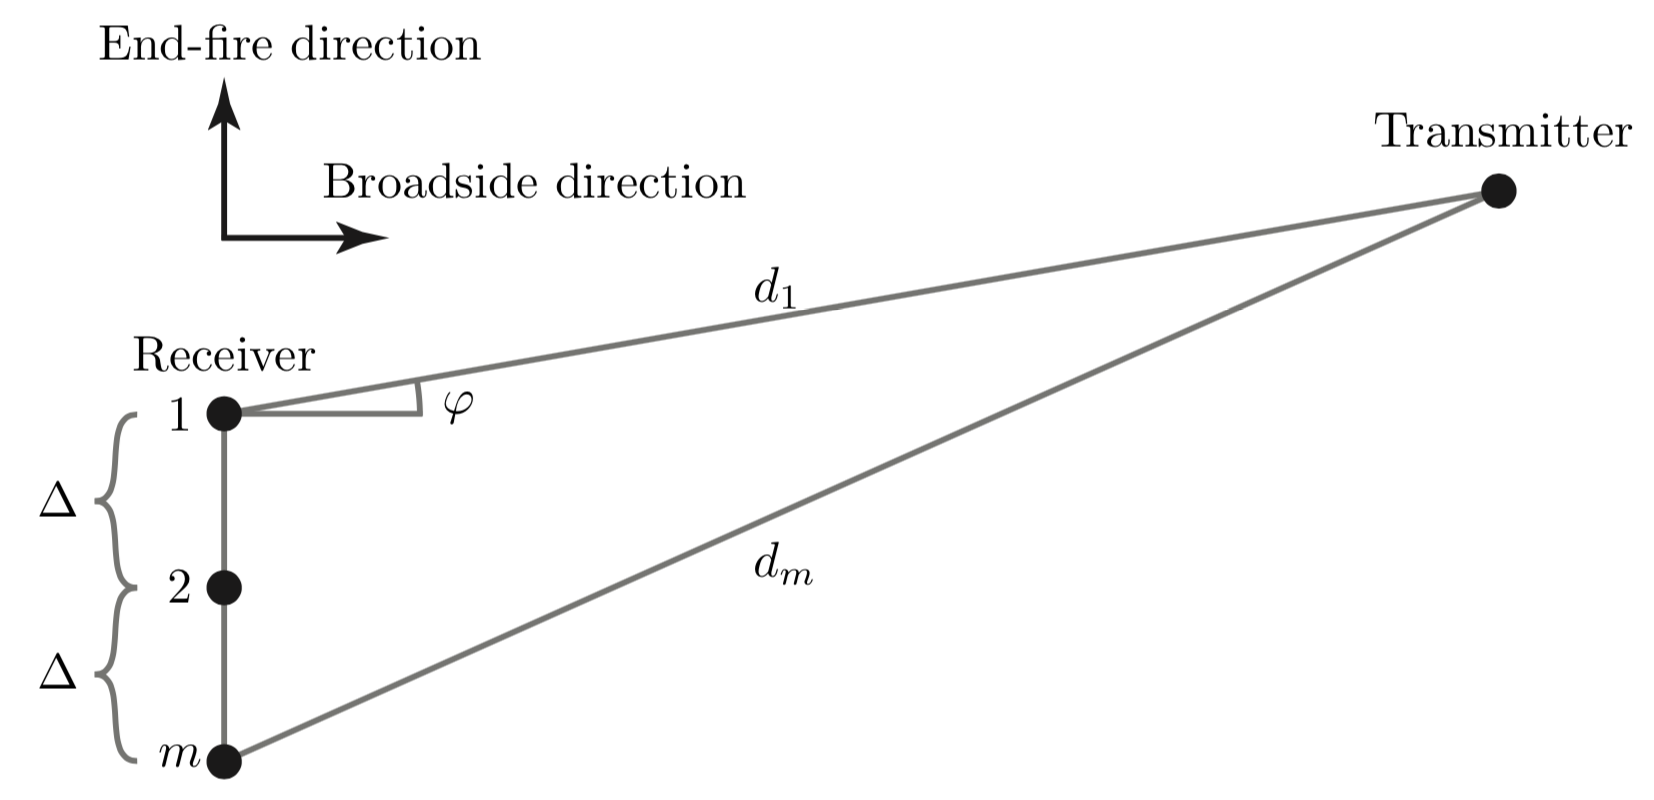 End-fire direction
Transmitter
Broadside direction
d₁
Receiver
1
φ
Δ
2
dₘ
Δ
m